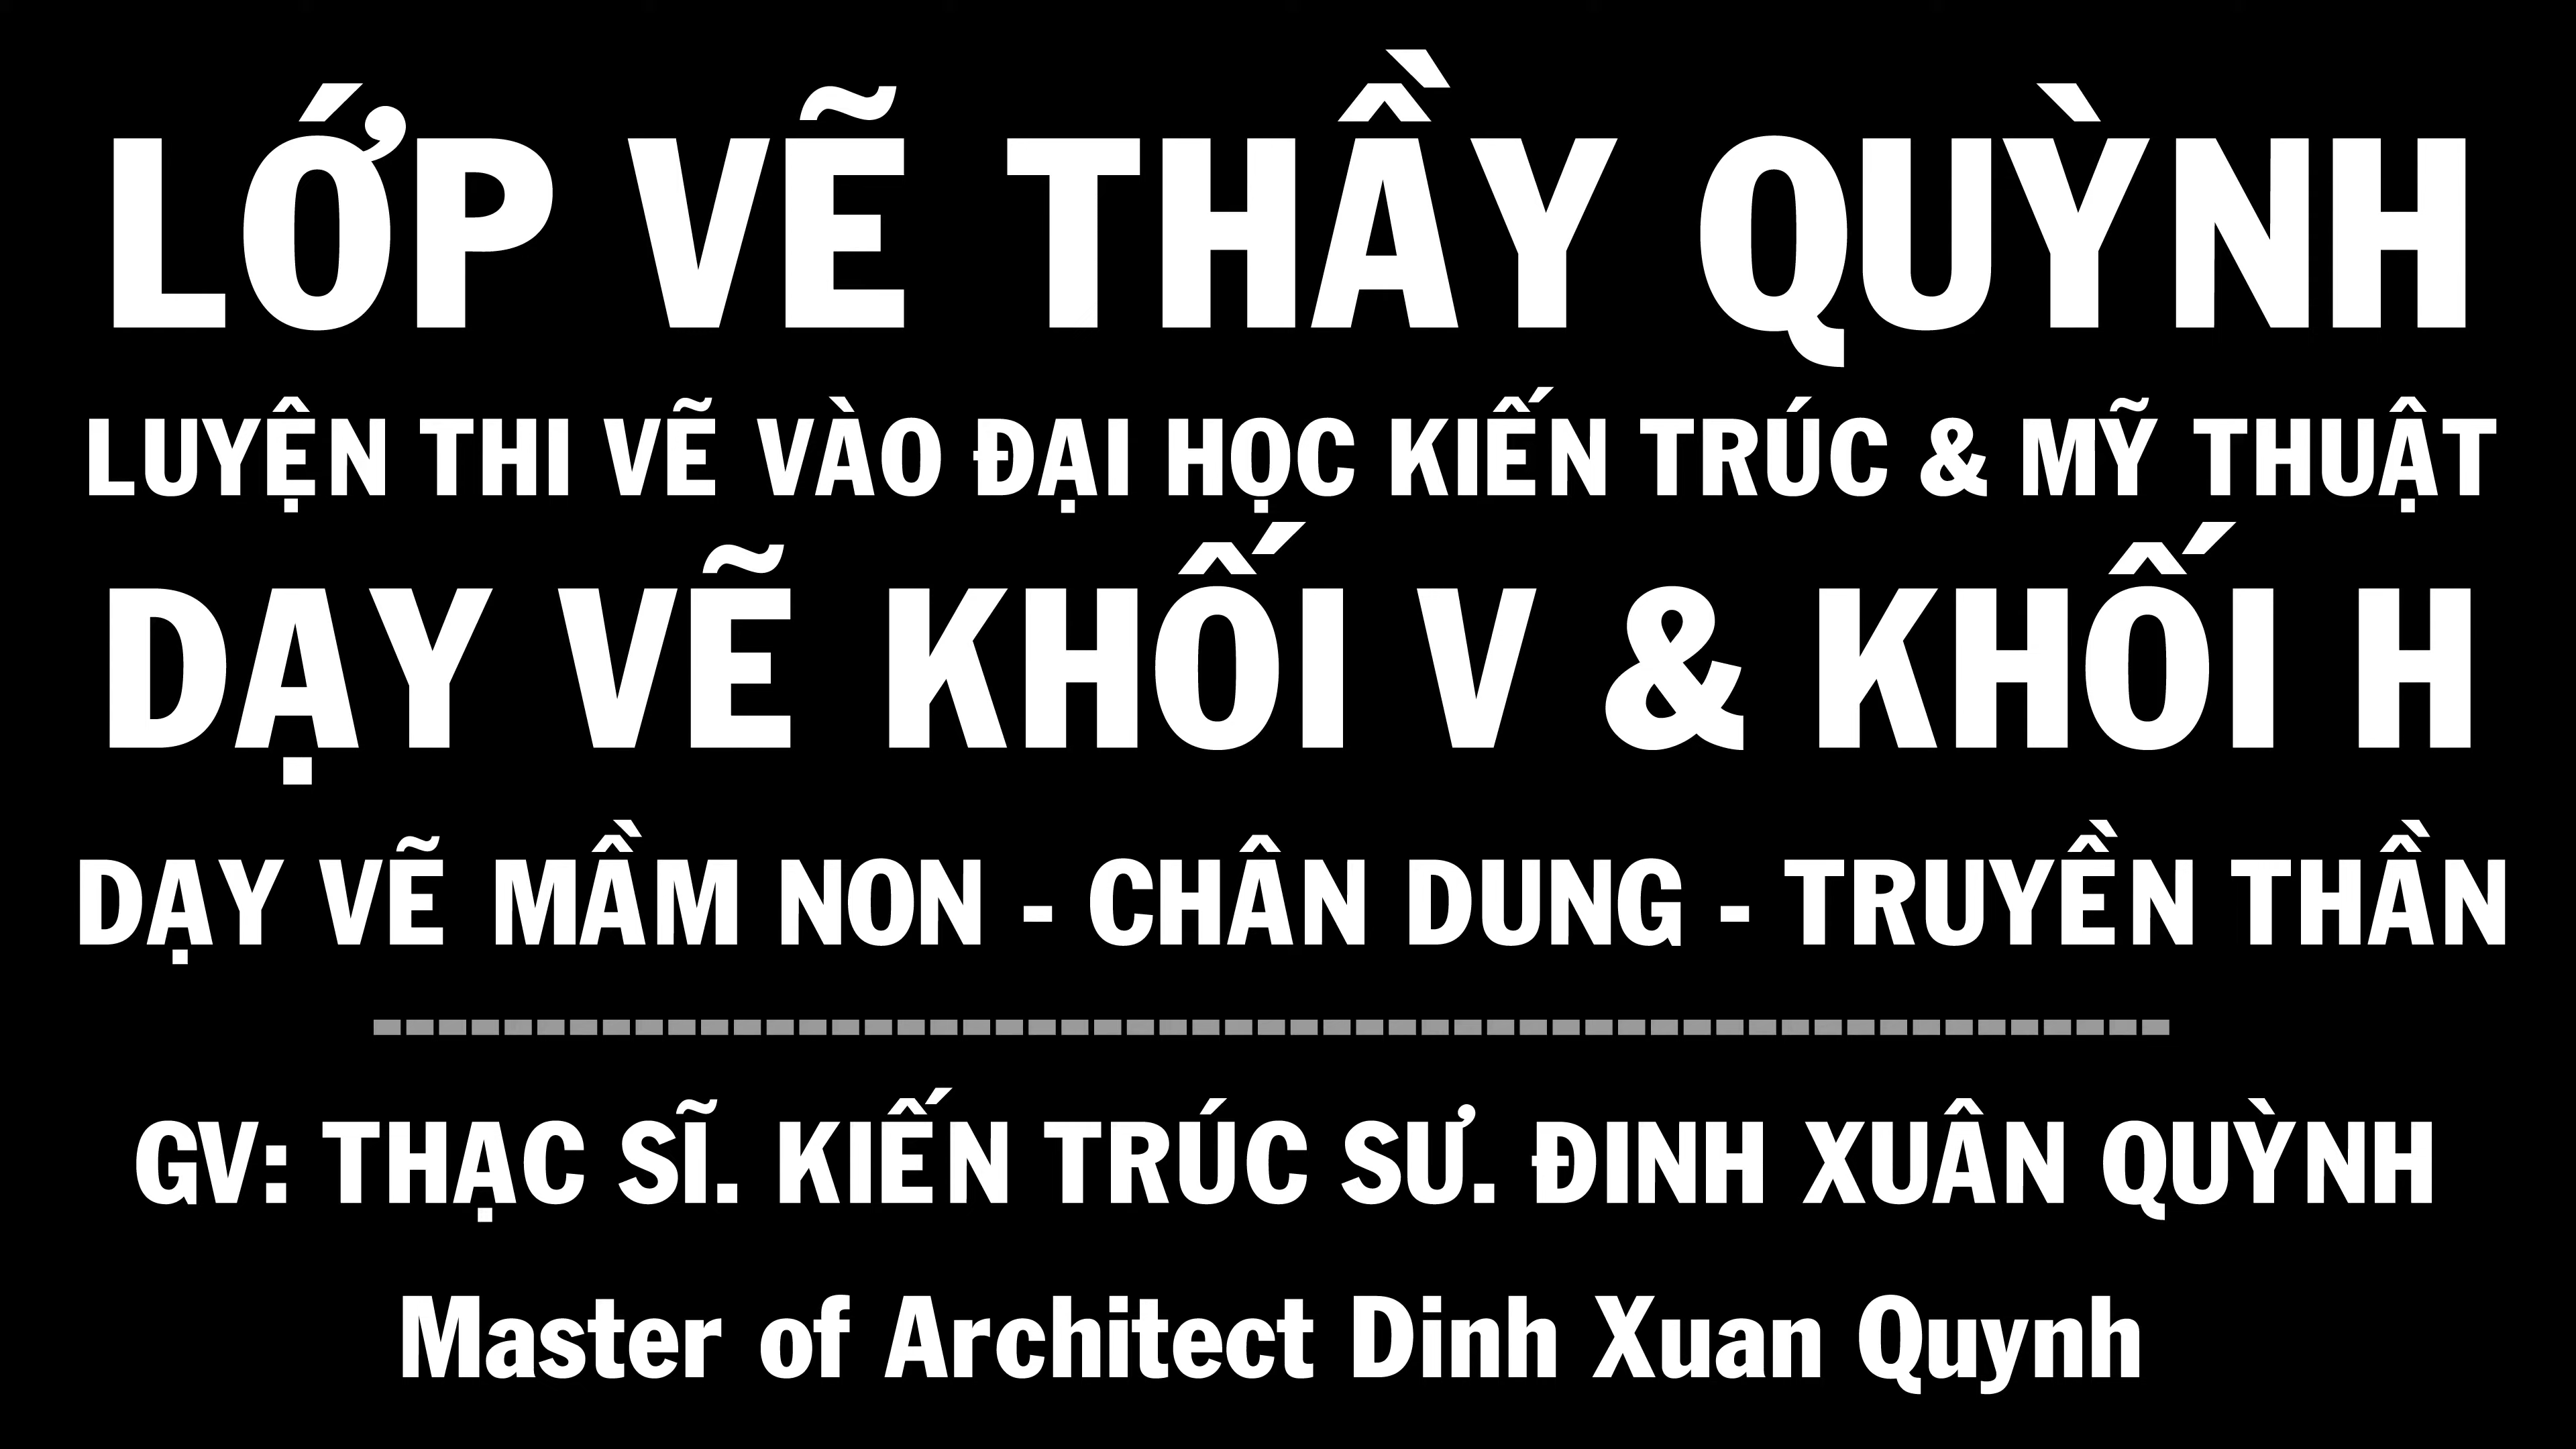 LỚP VẼ THẦY QUỲNH
LUYỆN THI VẼ VÀO ĐẠI HỌC KIẾN TRÚC & MỸ THUẬT
DẠY VẼ KHỐI V & KHỐI H
DẠY VẼ MẦM NON - CHÂN DUNG - TRUYỀN THẦN
GV: THẠC SĨ. KIẾN TRÚC SƯ. ĐINH XUÂN QUỲNH
Master of Architect Dinh Xuan Quynh